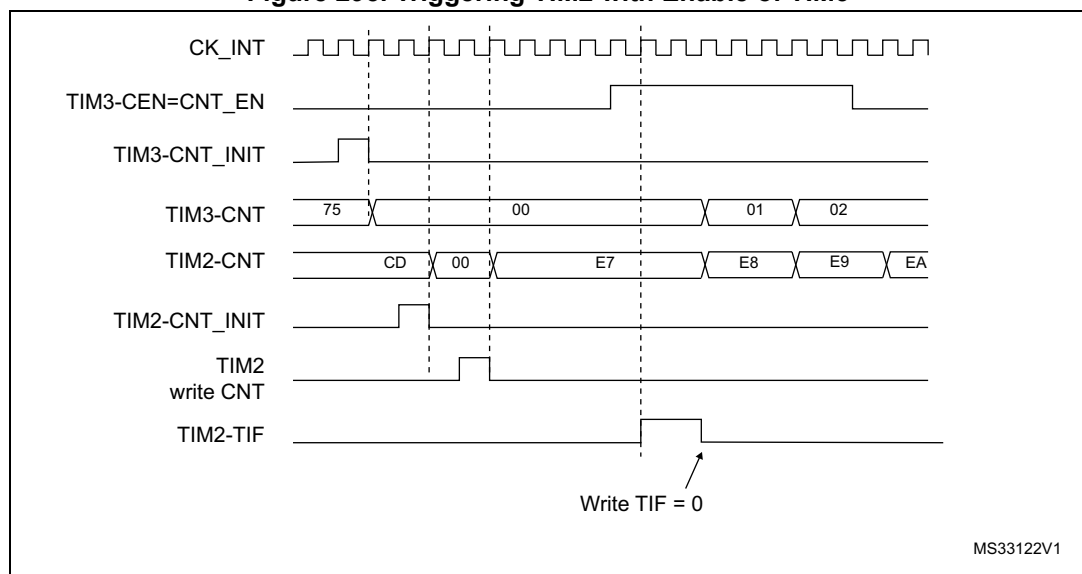 CK_INT
TIM3-CEN=CNT_EN
TIM3-CNT_INIT
TIM3-CNT 75 00 01 02
TIM2-CNT CD 00 E7 E8 E9 EA
TIM2-CNT_INIT
TIM2
write CNT
TIM2-TIF
Write TIF = 0
MS33122V1